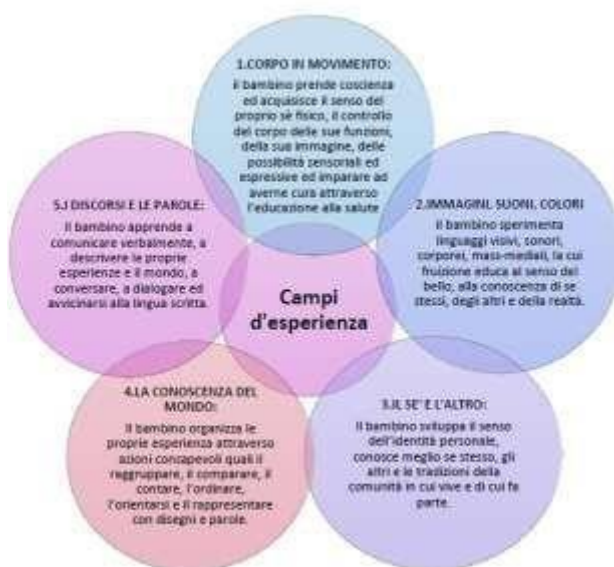 1.CORPO IN MOVIMENTO:
il bambino prende coscienza
ed acquisisce il senso del
proprio sè fisico, il controllo
del corpo delle sue funzioni,
della sua immagine, delle
possibilità sensoriali ed
espressive ed imparare ad
averne cura attraverso
l'educazione alla salute
2.IMMAGINI, SUONI, COLORI
Il bambino sperimenta
linguaggi visivi, sonori,
corporei, mass-mediali, la cui
fruizione educa al senso del
bello, alla conoscenza di se
stessi, degli altri e della realtà.
3.IL SE' E L'ALTRO:
Il bambino sviluppa il senso
dell'identità personale,
conosce meglio se stesso, gli
altri e le tradizioni della
comunità in cui vive e di cui fa
parte.
4.LA CONOSCENZA DEL
MONDO:
Il bambino organizza le
proprie esperienza attraverso
azioni consapevoli quali il
raggruppare, il comparare, il
contare, l'ordinare,
l'orientarsi e il rappresentare
con disegni e parole.
5.I DISCORSI E LE PAROLE:
Il bambino apprende a
comunicare verbalmente, a
descrivere le proprie
esperienze e il mondo, a
conversare, a dialogare ed
avvicinarsi alla lingua scritta.
Campi
d'esperienza